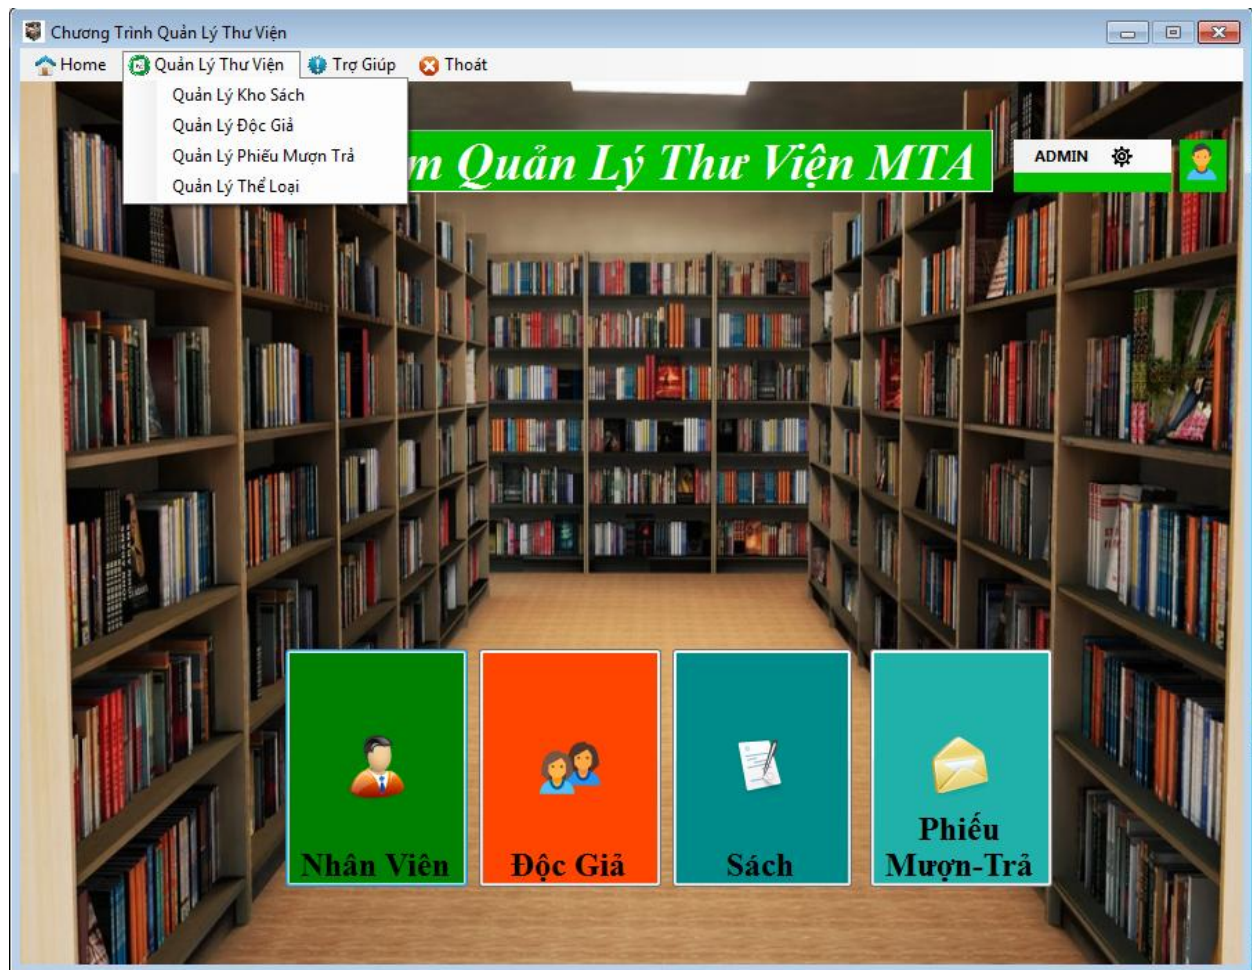 Chương Trình Quản Lý Thư Viện
Home Quản Lý Thư Viện Trợ Giúp Thoát
Quản Lý Kho Sách
Quản Lý Độc Giả
Quản Lý Phiếu Mượn Trả
Quản Lý Thể Loại
m Quản Lý Thư Viện MTA
ADMIN
Nhân Viên
Độc Giả
Sách
Phiếu
Mượn-Trả